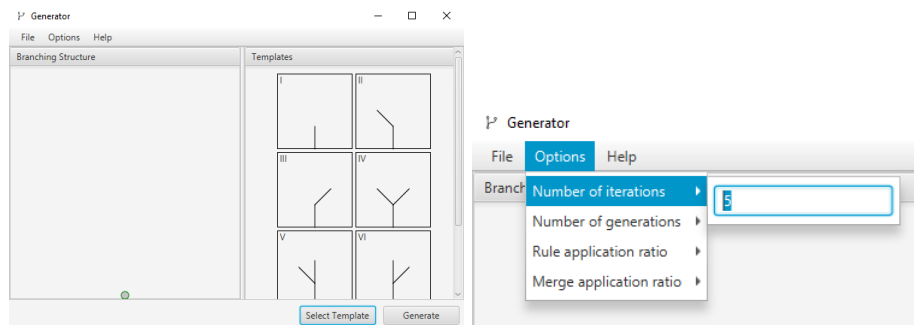 Generator
File Options Help
Branching Structure
Templates
I
II
III
IV
V
VI
Select Template
Generate
Generator
File Options Help
Branch
Number of iterations
5
Number of generations
Rule application ratio
Merge application ratio